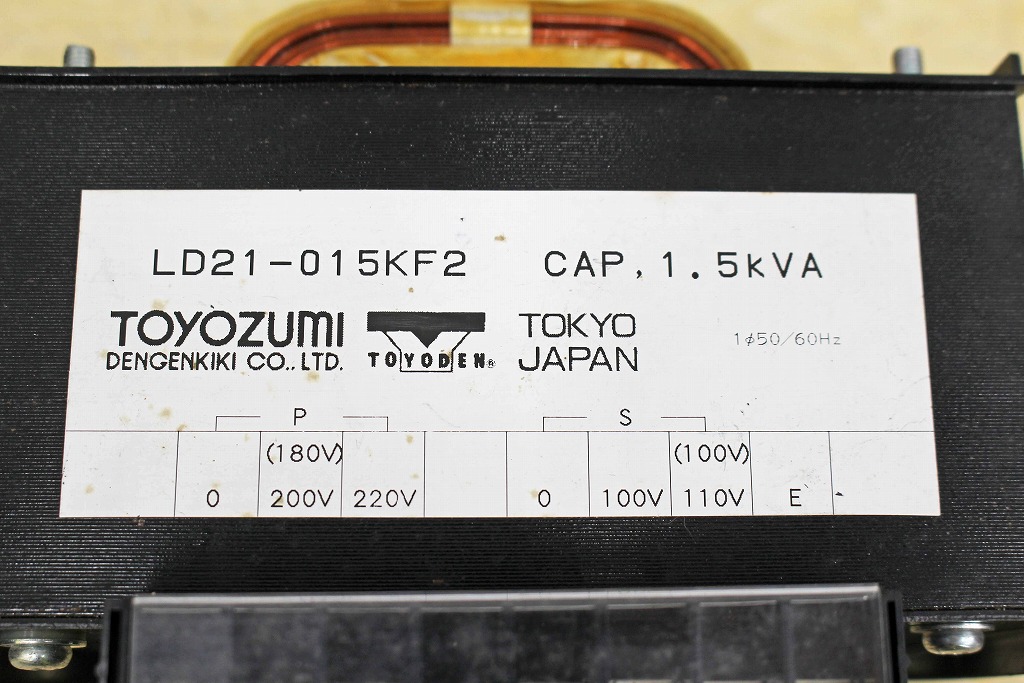 LD21-015KF2 CAP, 1.5kVA
TOYOZUMI
DENGENKIKI CO., LTD.
TOYODEN®
TOKYO
JAPAN
1φ50/60Hz
P S
(180V) (100V)
0 200V 220V 0 100V 110V E